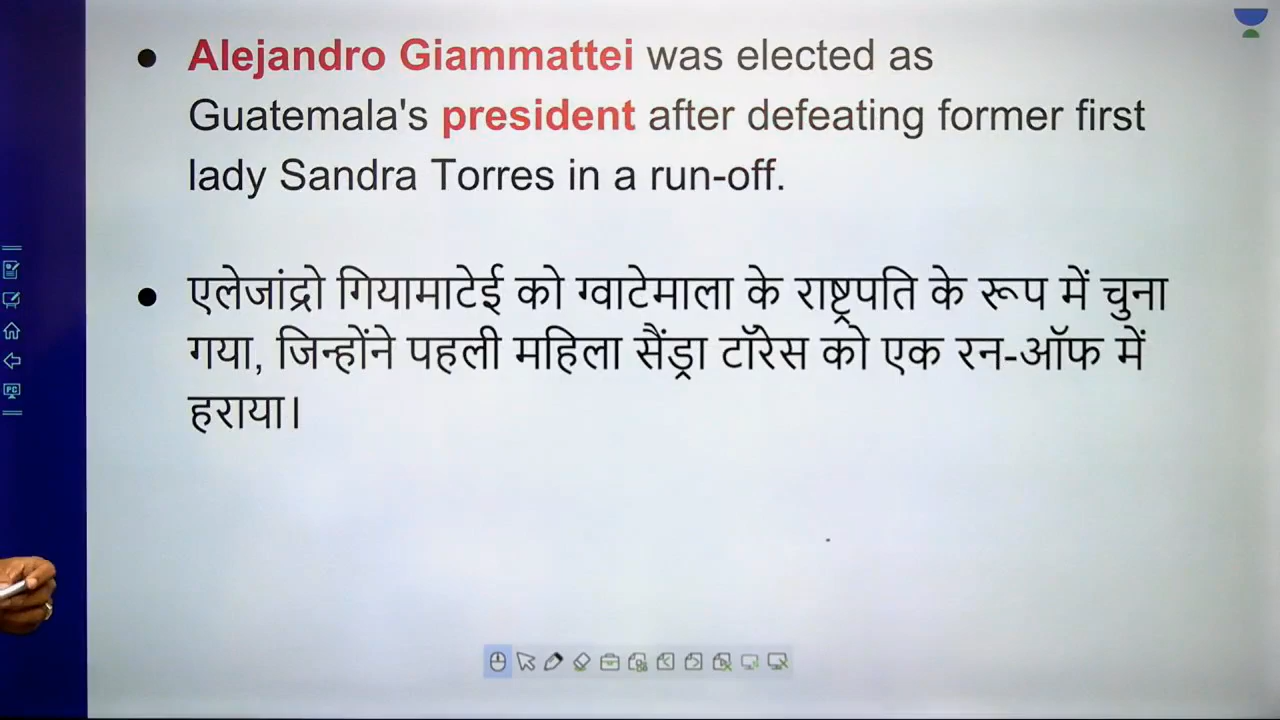 ● Alejandro Giammattei was elected as
Guatemala's president after defeating former first
lady Sandra Torres in a run-off.
● एलेजांद्रो गियामाटेई को ग्वाटेमाला के राष्ट्रपति के रूप में चुना
गया, जिन्होंने पहली महिला सैंड्रा टॉरेस को एक रन-ऑफ में
हराया।
PC